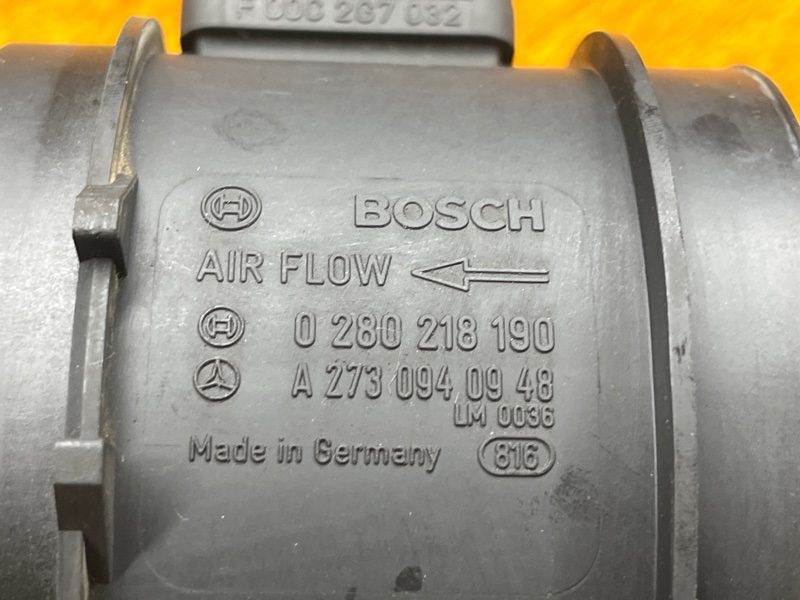 F 00C 2G7 032
BOSCH
AIR FLOW
0 280 218 190
A 273 094 09 48
LM 0036
Made in Germany 816